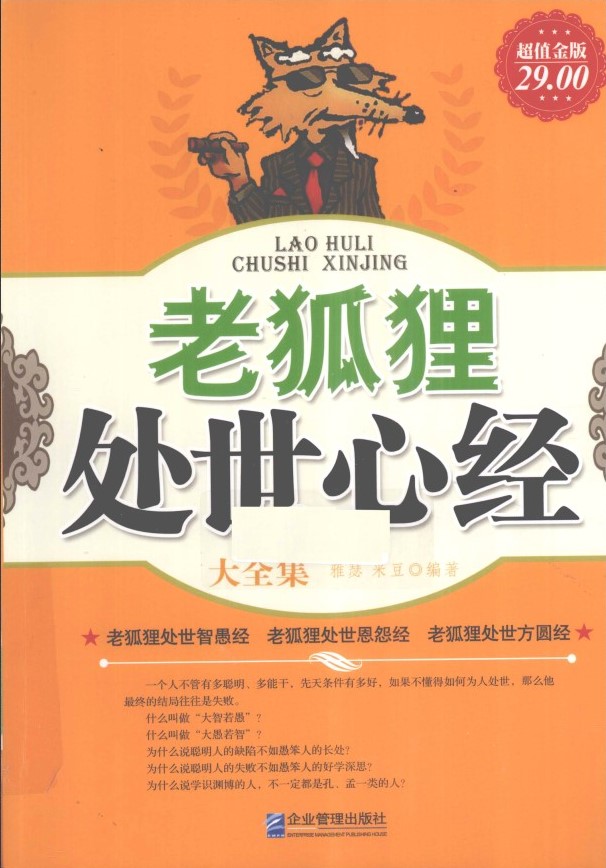 超值金版
29.00
LAO HULI
CHUSHI XINJING
老狐狸
处世心经
大全集 雅瑟 朱豆◎编著
★ 老狐狸处世智愚经 老狐狸处世恩怨经 老狐狸处世方圆经 ★
一个人不管有多聪明、多能干,先天条件有多好,如果不懂得如何为人处世,那么他
最终的结局往往是失败。
什么叫做“大智若愚”?
什么叫做“大愚若智”?
为什么说聪明人的缺陷不如愚笨人的长处?
为什么说聪明人的失败不如愚笨人的好学深思?
为什么说学识渊博的人,不一定都是孔、孟一类的人?
企业管理出版社
ENTERPRISE MANAGEMENT PUBLISHING HOUSE